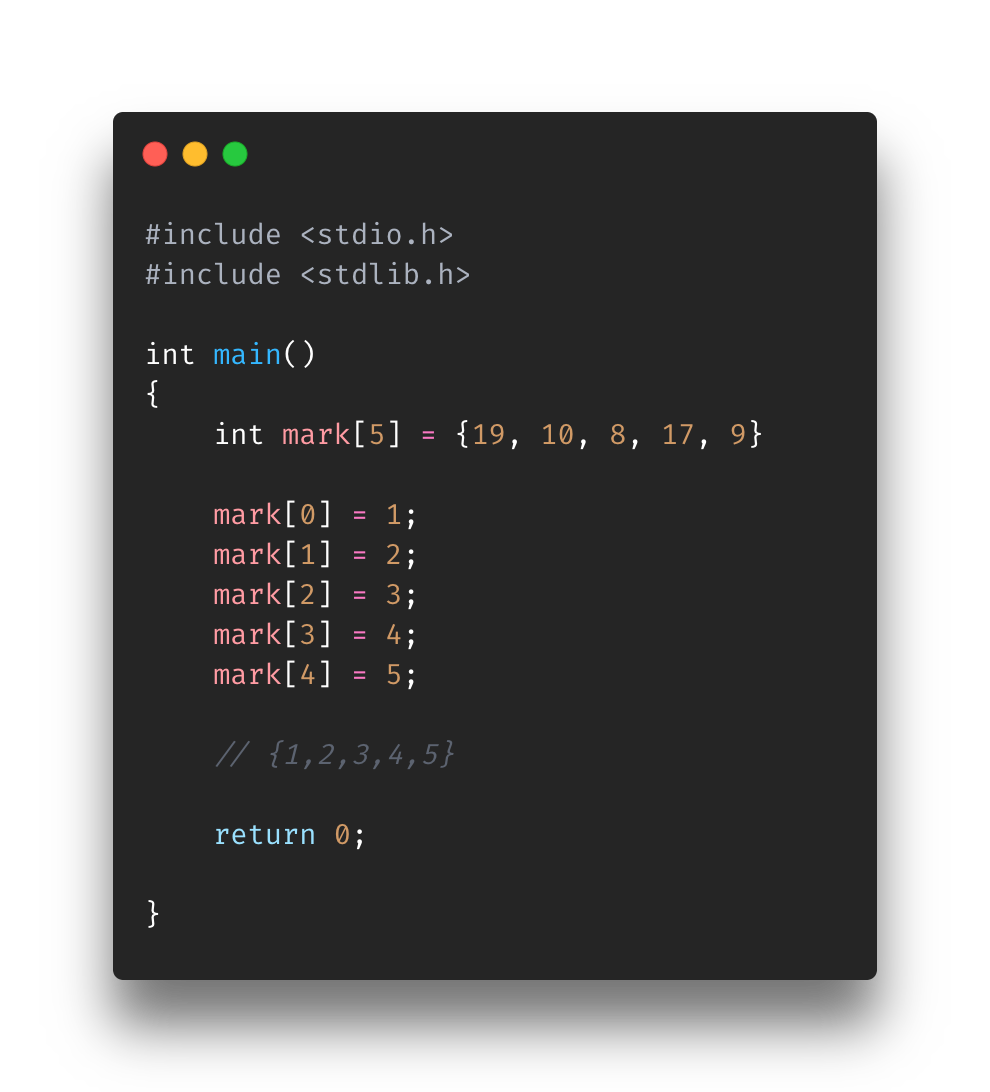 #include <stdio.h>
#include <stdlib.h>
int main()
{
    int mark[5] = {19, 10, 8, 17, 9}
    mark[0] = 1;
    mark[1] = 2;
    mark[2] = 3;
    mark[3] = 4;
    mark[4] = 5;
    // {1,2,3,4,5}
    return 0;
}